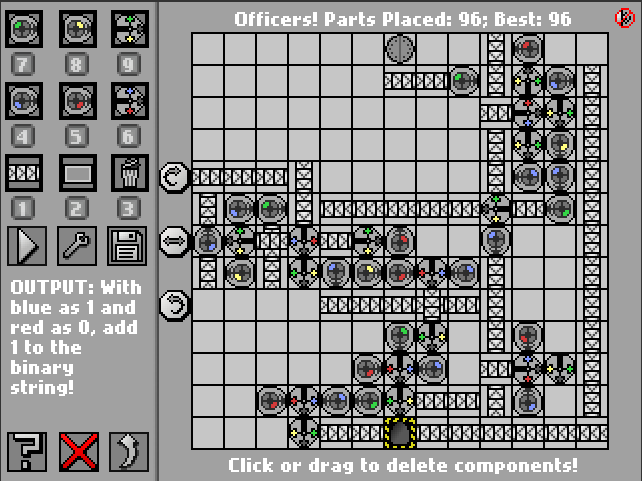 Officers! Parts Placed: 96; Best: 96
7 8 9
4 5 6
1 2 3
OUTPUT: With
blue as 1 and
red as 0, add
1 to the
binary
string!
?
Click or drag to delete components!